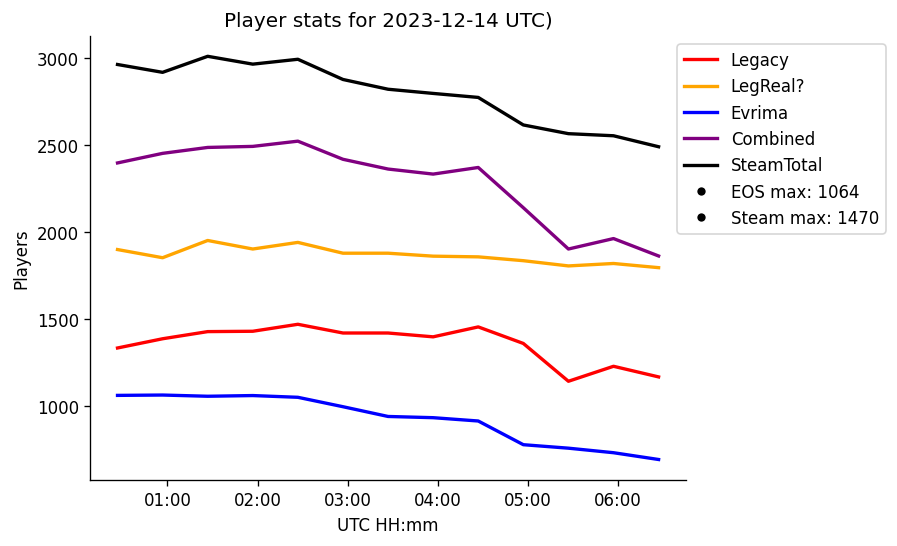 Player stats for 2023-12-14 UTC)
3000
2500
2000
1500
1000
Players
01:00 02:00 03:00 04:00 05:00 06:00
UTC HH:mm
Legacy
LegReal?
Evrima
Combined
SteamTotal
EOS max: 1064
Steam max: 1470